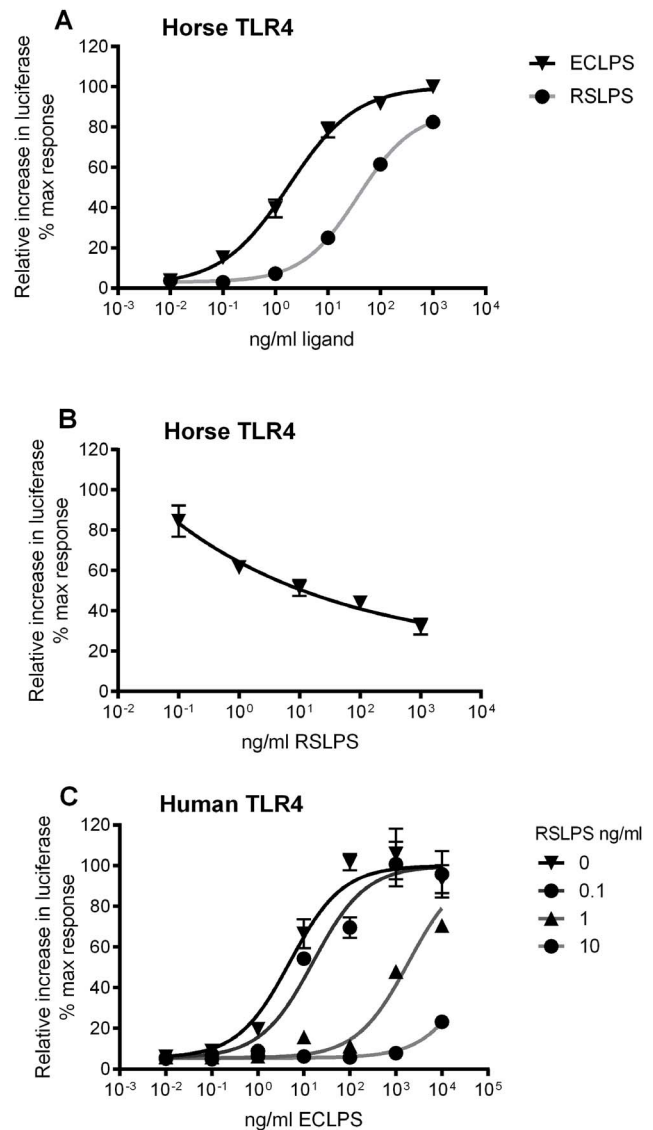 A
Horse TLR4
Relative increase in luciferase
% max response
120
100
80
60
40
20
0
10-3
10-2
10-1
100
101
102
103
104
ng/ml ligand
ECLPS
RSLPS
B
Horse TLR4
Relative increase in luciferase
% max response
120
100
80
60
40
20
0
10-2
10-1
100
101
102
103
104
ng/ml RSLPS
C
Human TLR4
Relative increase in luciferase
% max response
120
100
80
60
40
20
0
10-3
10-2
10-1
100
101
102
103
104
105
ng/ml ECLPS
RSLPS ng/ml
0
0.1
1
10